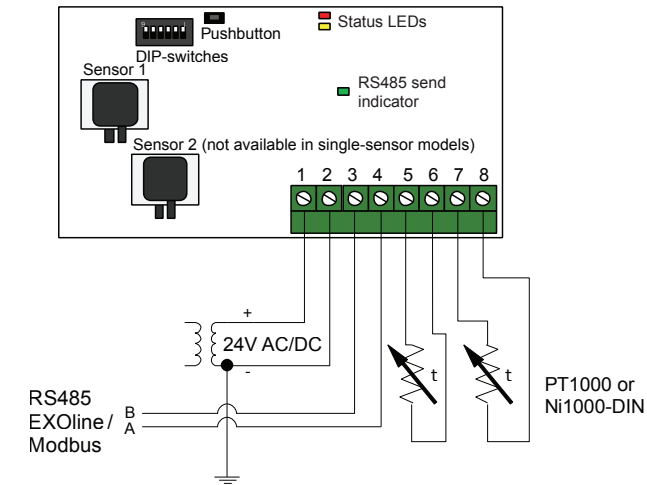 Pushbutton
DIP-switches
Status LEDs
Sensor 1
RS485 send
indicator
Sensor 2 (not available in single-sensor models)
1 2 3 4 5 6 7 8
+
24V AC/DC
-
t
t
PT1000 or
Ni1000-DIN
RS485
EXOline /
Modbus
B
A